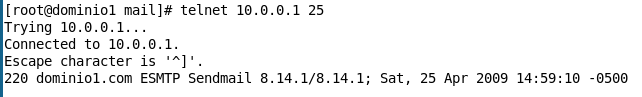 [root@dominio1 mail]# telnet 10.0.0.1 25
Trying 10.0.0.1...
Connected to 10.0.0.1.
Escape character is '^]'.
220 dominio1.com ESMTP Sendmail 8.14.1/8.14.1; Sat, 25 Apr 2009 14:59:10 -0500